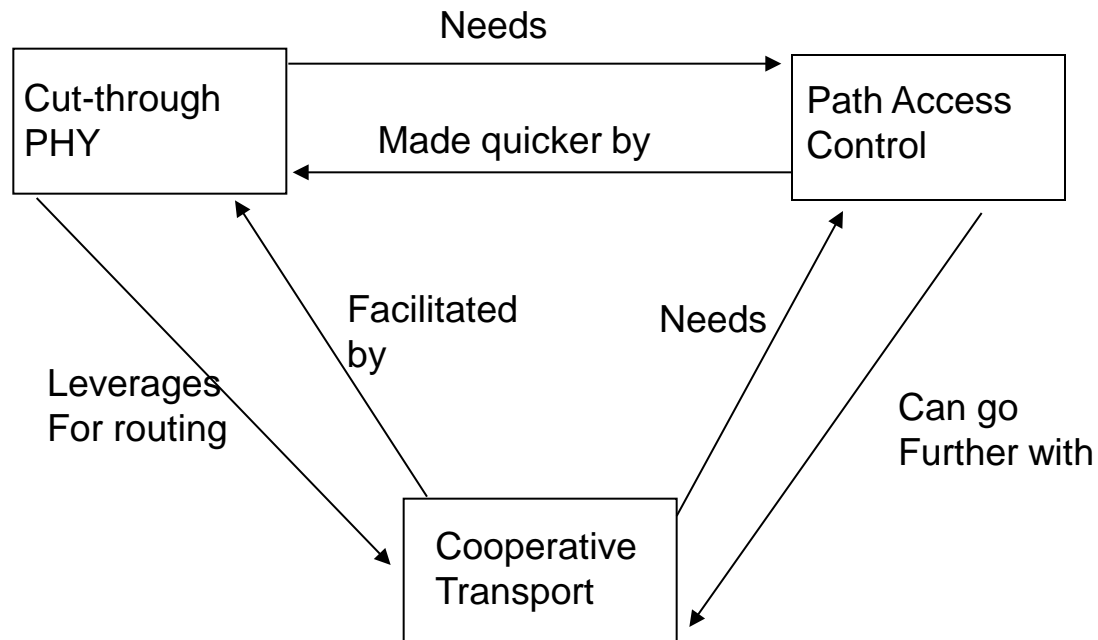 Needs
Cut-through
PHY
Path Access
Control
Made quicker by
Facilitated
by
Needs
Leverages
For routing
Can go
Further with
Cooperative
Transport